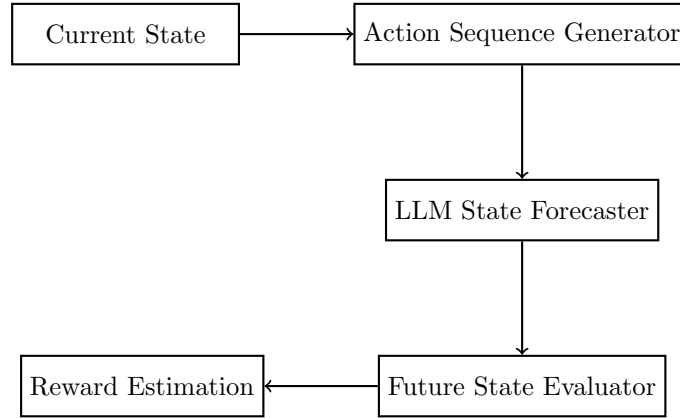 Current State
Action Sequence Generator
LLM State Forecaster
Future State Evaluator
Reward Estimation